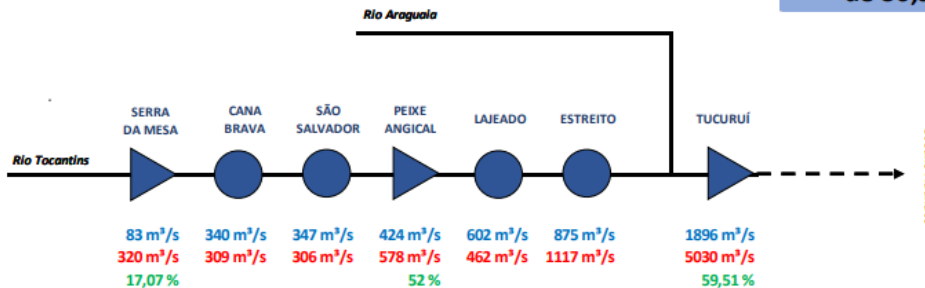 Rio Araguaia
SERRA
DA MESA
CANA
BRAVA
SÃO
SALVADOR
PEIXE
ANGICAL
LAJEADO
ESTREITO
TUCURUÍ
Rio Tocantins
83 m³/s 340 m³/s 347 m³/s 424 m³/s 602 m³/s 875 m³/s 1896 m³/s
320 m³/s 309 m³/s 306 m³/s 578 m³/s 462 m³/s 1117 m³/s 5030 m³/s
17,07 % 52 % 59,51 %